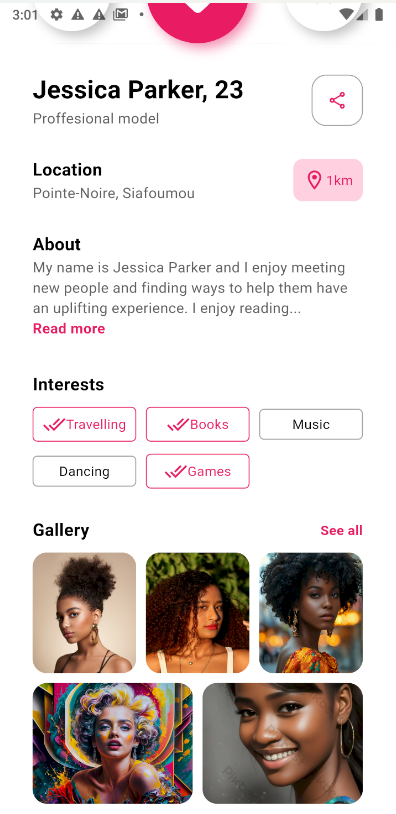 3:01
Jessica Parker, 23
Proffesional model
Location
Pointe-Noire, Siafoumou
1km
About
My name is Jessica Parker and I enjoy meeting
new people and finding ways to help them have
an uplifting experience. I enjoy reading...
Read more
Interests
Travelling
Books
Music
Dancing
Games
Gallery
See all